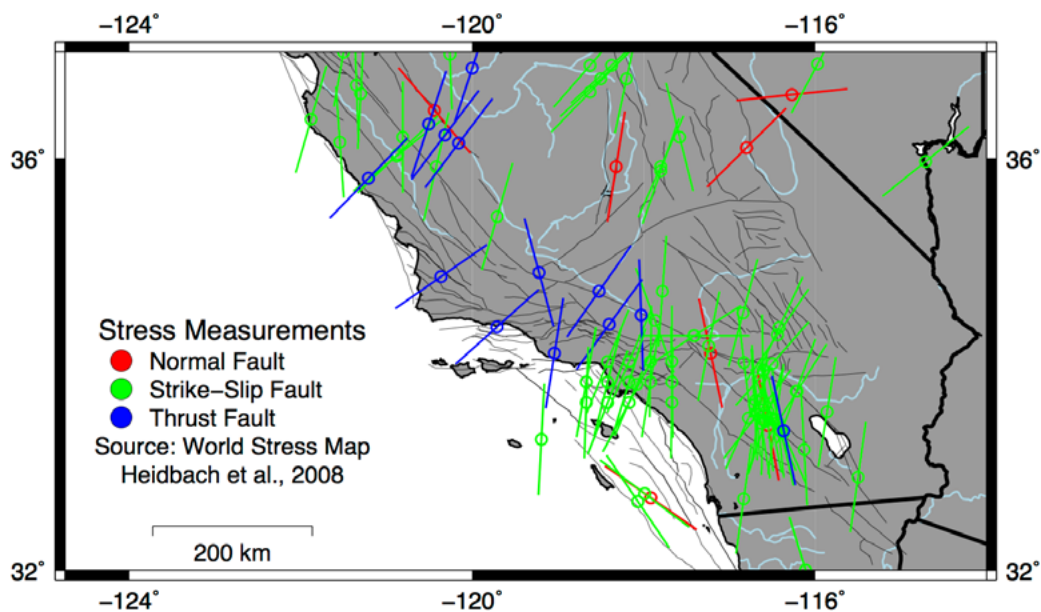 −124° −120° −116°
36° 36°
Stress Measurements
Normal Fault
Strike−Slip Fault
Thrust Fault
Source: World Stress Map
Heidbach et al., 2008
200 km
32° 32°
−124° −120° −116°